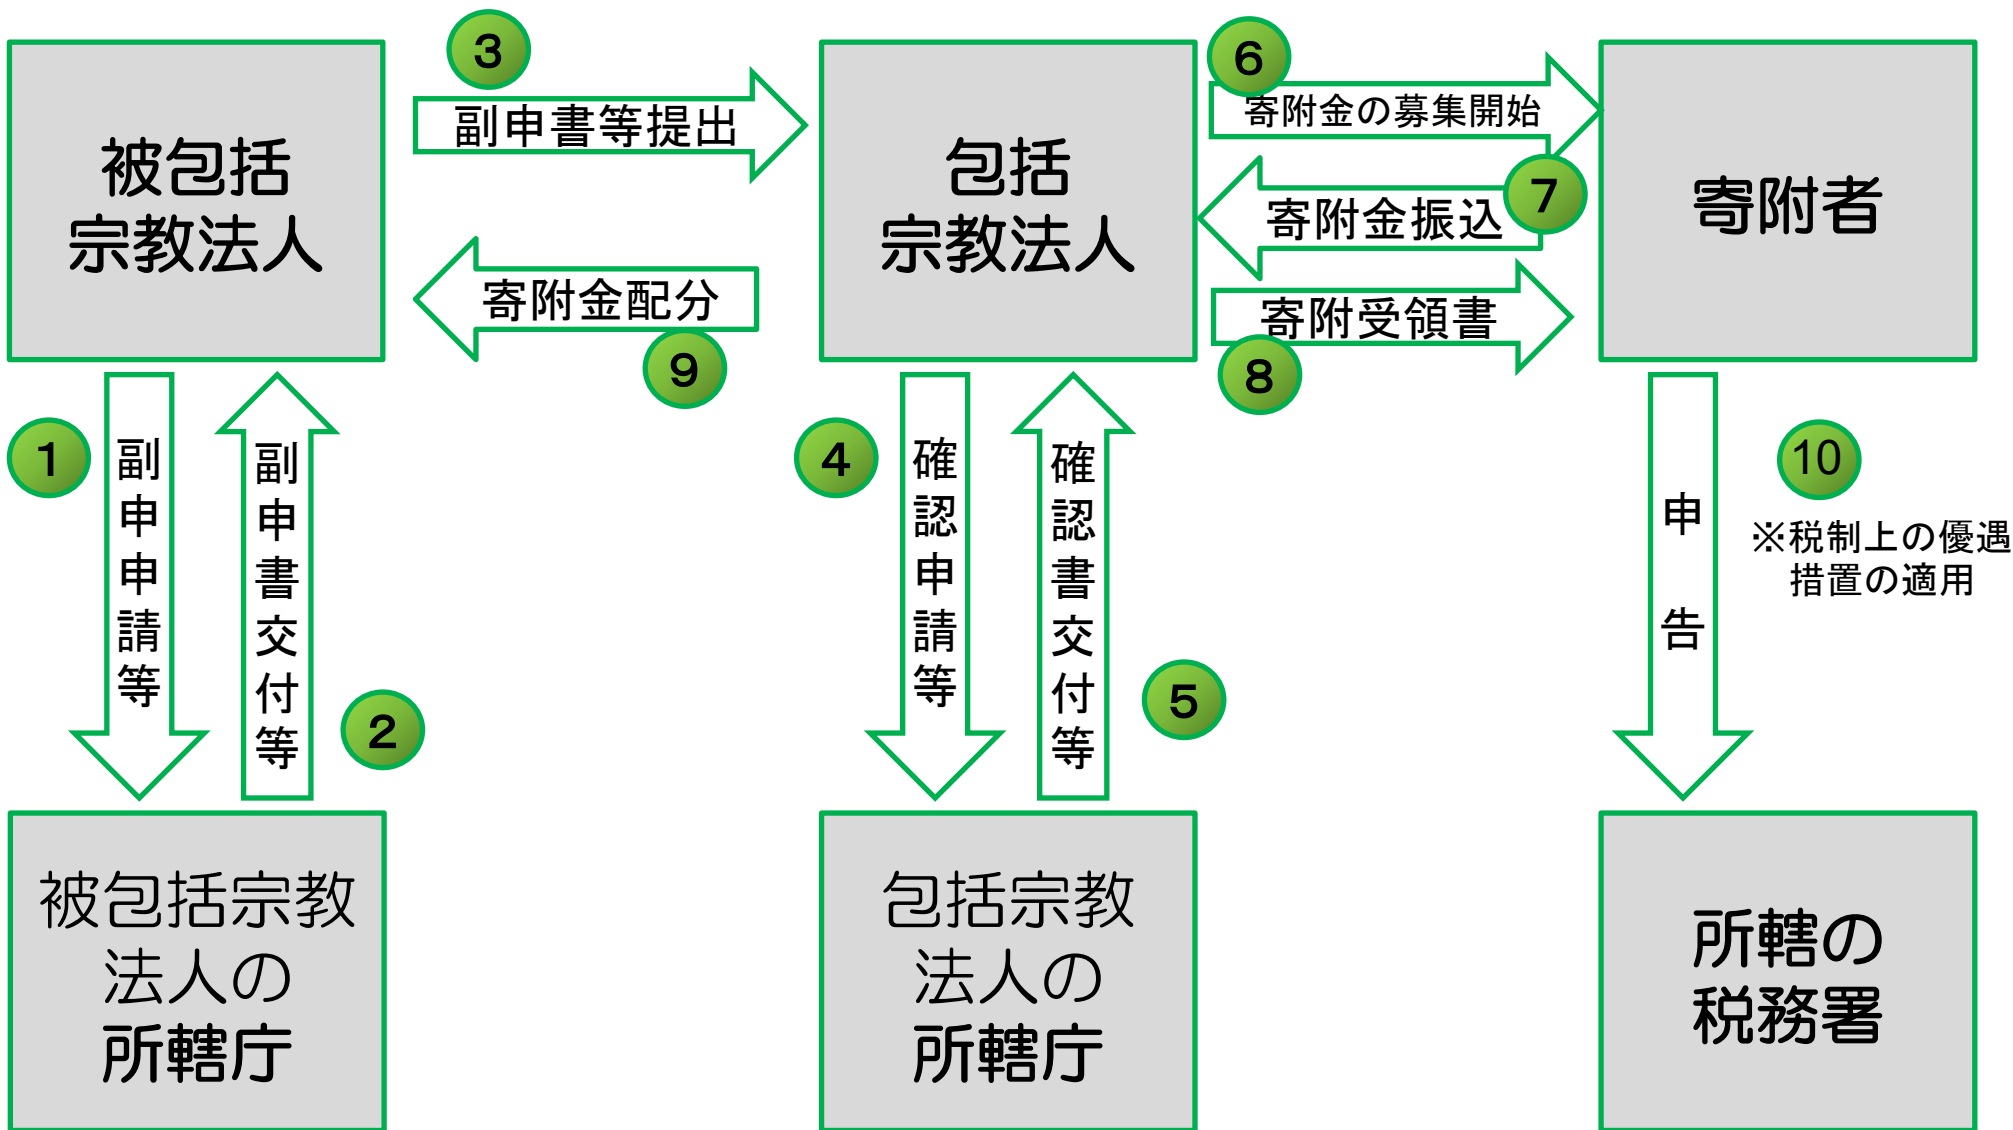 被包括
宗教法人
3
副申書等提出
寄附金配分
9
包括
宗教法人
6
寄附金の募集開始
7
寄附金振込
寄附受領書
8
寄附者
1
副申申請等
副申書交付等
2
4
確認申請等
確認書交付等
5
申告
10
※税制上の優遇
措置の適用
被包括宗教
法人の
所轄庁
包括宗教
法人の
所轄庁
所轄の
税務署